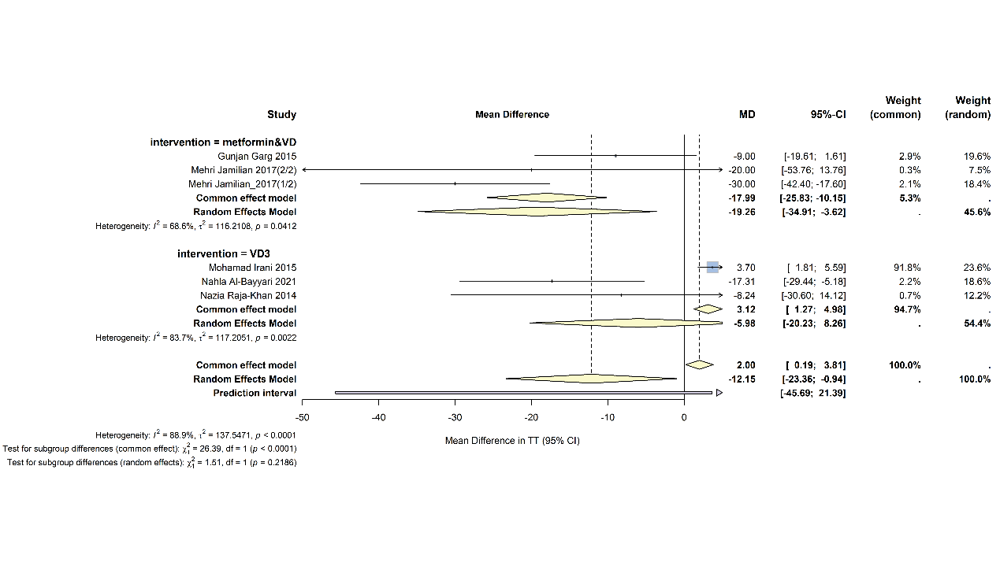 Weight Weight
Study Mean Difference MD 95%-CI (common) (random)
intervention = metformin&VD
Gunjan Garg 2015 -9.00 [-19.61; 1.61] 2.9% 19.6%
Mehri Jamilian 2017(2/2) -20.00 [-53.76; 13.76] 0.3% 7.5%
Mehri Jamilian_2017(1/2) -30.00 [-42.40; -17.60] 2.1% 18.4%
Common effect model -17.99 [-25.83; -10.15] 5.3% .
Random Effects Model -19.26 [-34.91; -3.62] . 45.6%
Heterogeneity: I² = 68.6%, τ² = 116.2108, p = 0.0412
intervention = VD3
Mohamad Irani 2015 3.70 [ 1.81; 5.59] 91.8% 23.6%
Nahla Al-Bayyari 2021 -17.31 [-29.44; -5.18] 2.2% 18.6%
Nazia Raja-Khan 2014 -8.24 [-30.60; 14.12] 0.7% 12.2%
Common effect model 3.12 [ 1.27; 4.98] 94.7% .
Random Effects Model -5.98 [-20.23; 8.26] . 54.4%
Heterogeneity: I² = 83.7%, τ² = 117.2051, p = 0.0022
Common effect model 2.00 [ 0.19; 3.81] 100.0% .
Random Effects Model -12.15 [-23.36; -0.94] . 100.0%
Prediction interval [-45.69; 21.39]
-50 -40 -30 -20 -10 0
Heterogeneity: I² = 88.9%, τ² = 137.5471, p < 0.0001
Mean Difference in TT (95% CI)
Test for subgroup differences (common effect): χ²₁ = 26.39, df = 1 (p < 0.0001)
Test for subgroup differences (random effects): χ²₁ = 1.51, df = 1 (p = 0.2186)